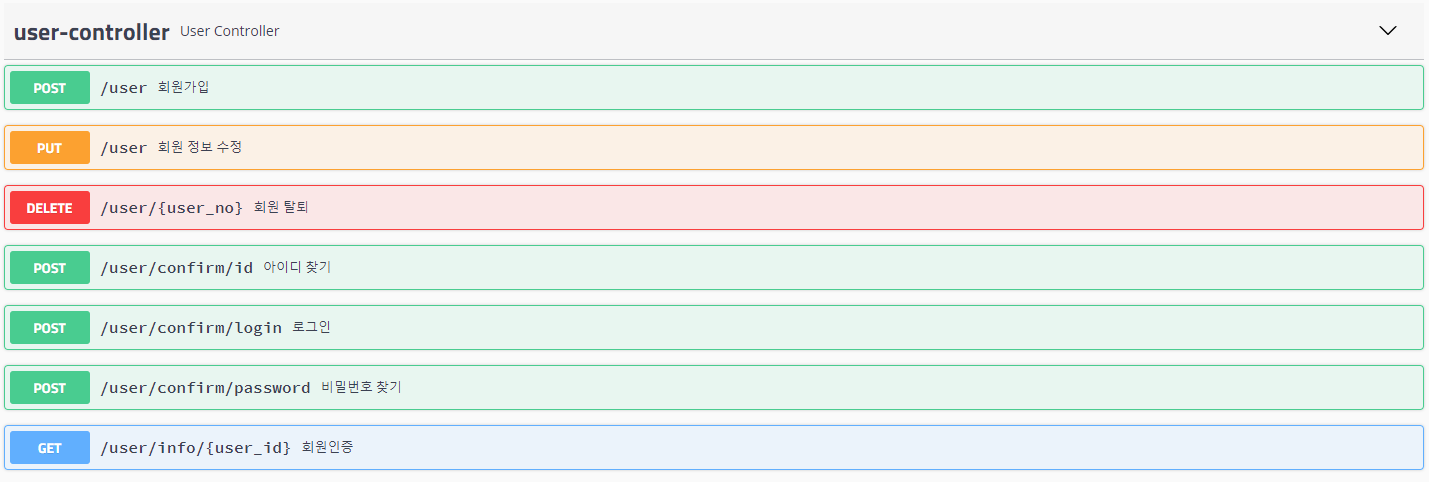 user-controller User Controller
POST /user 회원가입
PUT /user 회원 정보 수정
DELETE /user/{user_no} 회원 탈퇴
POST /user/confirm/id 아이디 찾기
POST /user/confirm/login 로그인
POST /user/confirm/password 비밀번호 찾기
GET /user/info/{user_id} 회원인증